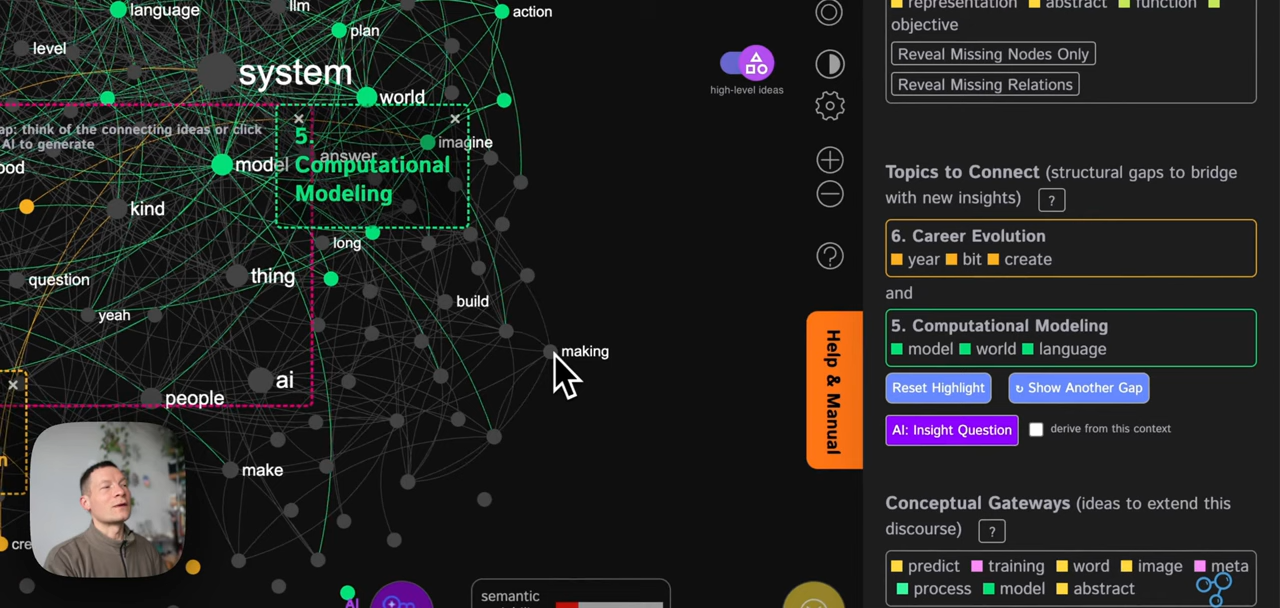 language
llm
action
plan
level
system
world
ap: think of the connecting ideas or click
AI to generate
5.
Computational
Modeling
answer
imagine
model
ood
kind
long
question
thing
build
yeah
making
ai
people
make
cre
AI
semantic
high-level ideas
Help & Manual
representation abstract function
objective
Reveal Missing Nodes Only
Reveal Missing Relations
Topics to Connect (structural gaps to bridge
with new insights) ?
6. Career Evolution
year bit create
and
5. Computational Modeling
model world language
Reset Highlight ↻ Show Another Gap
AI: Insight Question derive from this context
Conceptual Gateways (ideas to extend this
discourse) ?
predict training word image meta
process model abstract